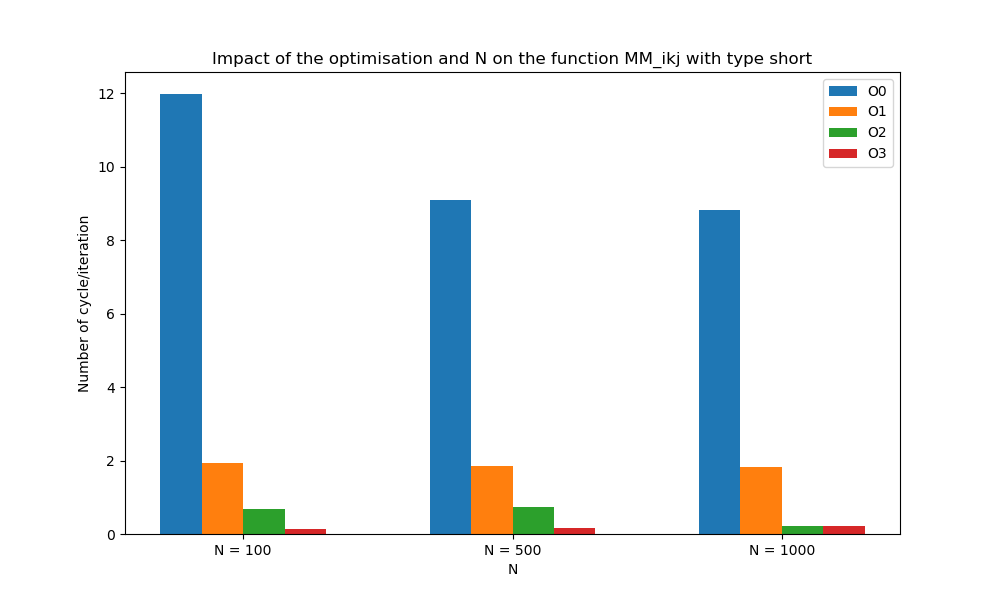 Impact of the optimisation and N on the function MM_ikj with type short
Number of cycle/iteration
12
10
8
6
4
2
0
O0
O1
O2
O3
N = 100
N = 500
N = 1000
N